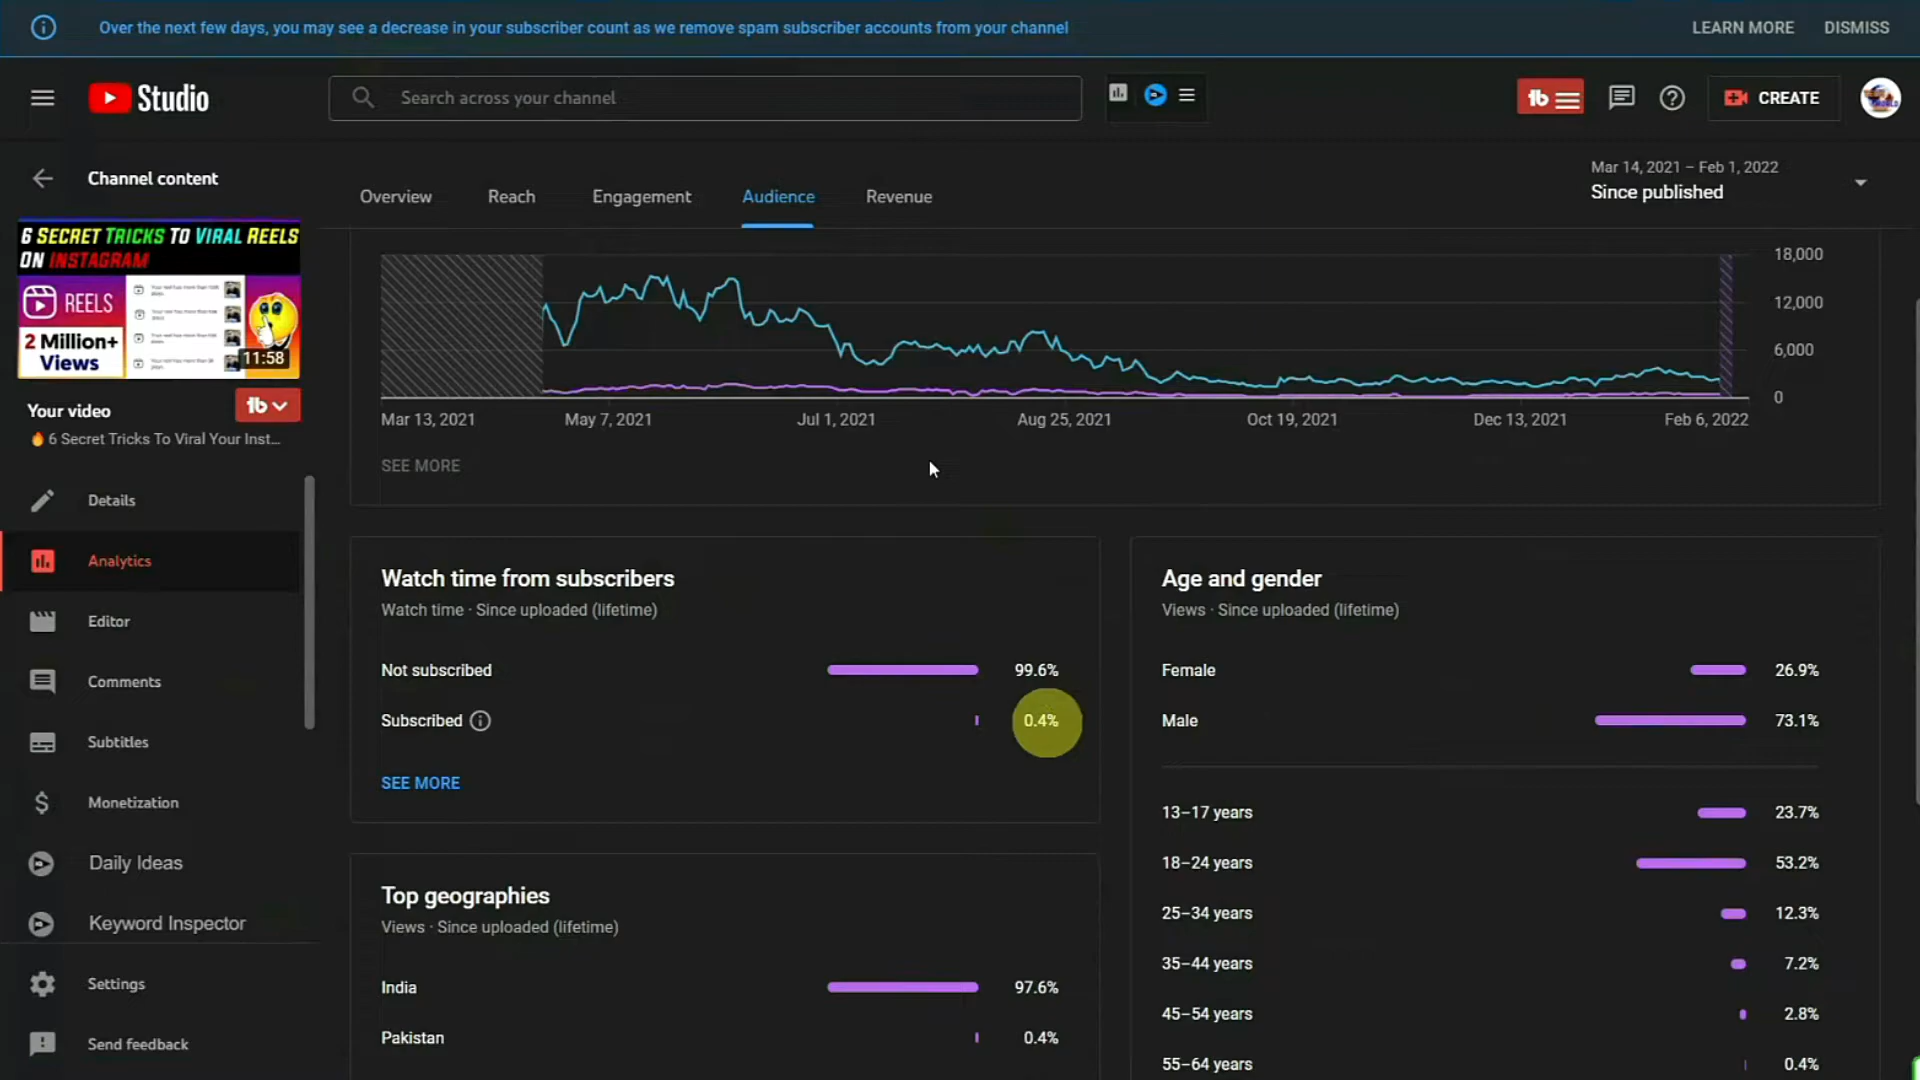 Over the next few days, you may see a decrease in your subscriber count as we remove spam subscriber accounts from your channel
LEARN MORE
DISMISS
Studio
Search across your channel
CREATE
Channel content
Overview
Reach
Engagement
Audience
Revenue
Mar 14, 2021 – Feb 1, 2022
Since published
6 SECRET TRICKS TO VIRAL REELS
ON INSTAGRAM
REELS
2 Million+
Views
11:58
Your video
🔥 6 Secret Tricks To Viral Your Inst...
Details
Analytics
Editor
Comments
Subtitles
Monetization
Daily Ideas
Keyword Inspector
Settings
Send feedback
18,000
12,000
6,000
0
Mar 13, 2021
May 7, 2021
Jul 1, 2021
Aug 25, 2021
Oct 19, 2021
Dec 13, 2021
Feb 6, 2022
SEE MORE
Watch time from subscribers
Watch time · Since uploaded (lifetime)
Not subscribed 99.6%
Subscribed 0.4%
SEE MORE
Top geographies
Views · Since uploaded (lifetime)
India 97.6%
Pakistan 0.4%
Age and gender
Views · Since uploaded (lifetime)
Female 26.9%
Male 73.1%
13–17 years 23.7%
18–24 years 53.2%
25–34 years 12.3%
35–44 years 7.2%
45–54 years 2.8%
55–64 years 0.4%